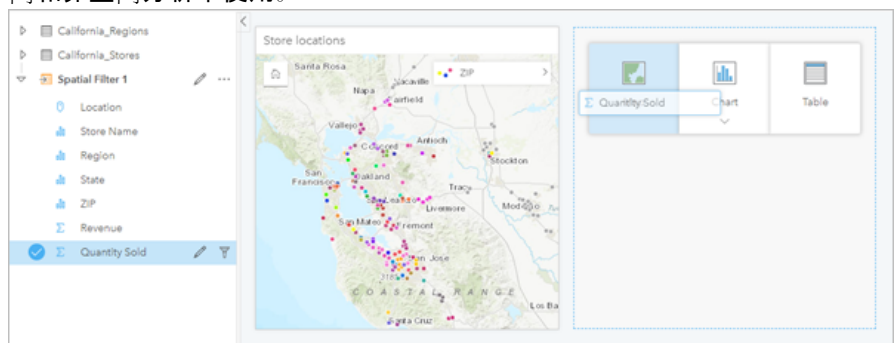 California_Regions
California_Stores
Spatial Filter 1
Location
Store Name
Region
State
ZIP
Revenue
Quantity Sold
Store locations
ZIP
Santa Rosa
Vacaville
Napa
Fairfield
Vallejo
Concord
Antioch
Stockton
San Francisco
Oakland
Tracy
San Leandro
Livermore
Modesto
San Mateo
Fremont
San Jose
COASTAL RANGE
Los Ba
Santa Cruz
Quantity Sold
Chart
Table